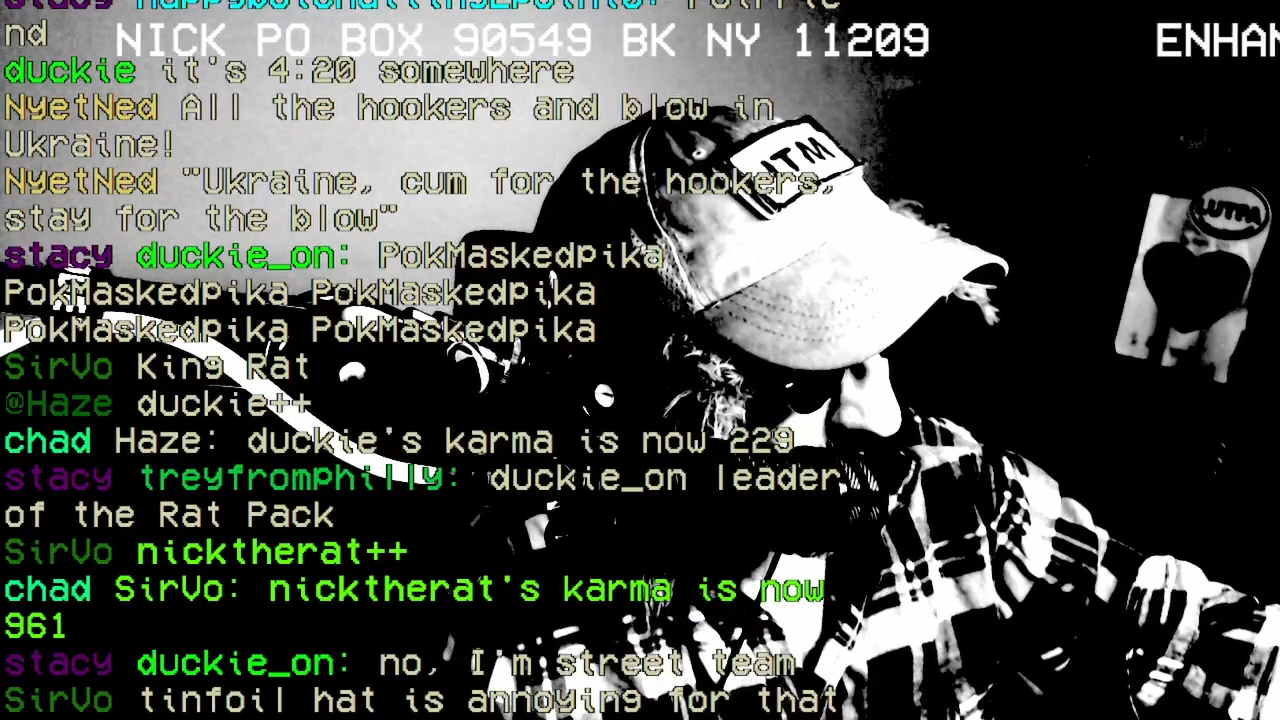 NICK PO BOX 90549 BK NY 11209 ENHAN
nd
duckie it's 4:20 somewhere
NyetNed All the hookers and blow in
Ukraine!
NyetNed "Ukraine, cum for the hookers,
stay for the blow"
stacy duckie_on: PokMaskedpika
PokMaskedpika PokMaskedpika
PokMaskedpika PokMaskedpika
SirVo King Rat
@Haze duckie++
chad Haze: duckie's karma is now 229
stacy treyfromphilly: duckie_on leader
of the Rat Pack
SirVo nicktherat++
chad SirVo: nicktherat's karma is now
961
stacy duckie_on: no, I'm street team
SirVo tinfoil hat is annoying for that